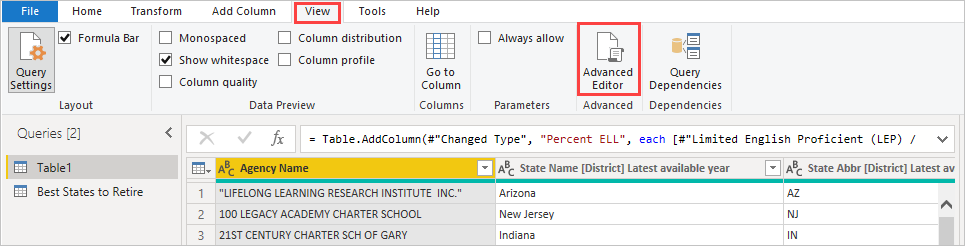 File Home Transform Add Column View Tools Help
Query Settings
Formula Bar
Layout
Monospaced
Show whitespace
Column quality
Column distribution
Column profile
Data Preview
Go to Column
Columns
Always allow
Parameters
Advanced Editor
Advanced
Query Dependencies
Dependencies
Queries [2]
Table1
Best States to Retire
fx = Table.AddColumn(#"Changed Type", "Percent ELL", each [#"Limited English Proficient (LEP) /
ABC Agency Name ABC State Name [District] Latest available year ABC State Abbr [District] Latest av
1 "LIFELONG LEARNING RESEARCH INSTITUTE INC." Arizona AZ
2 100 LEGACY ACADEMY CHARTER SCHOOL New Jersey NJ
3 21ST CENTURY CHARTER SCH OF GARY Indiana IN